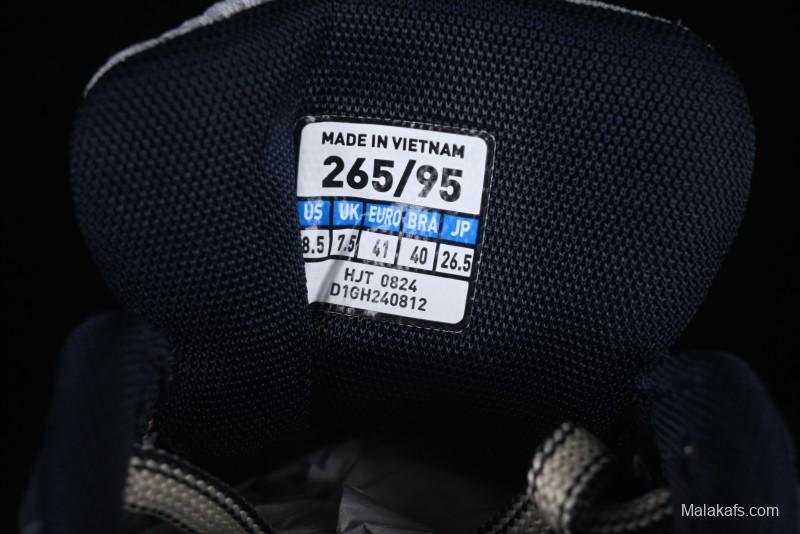 MADE IN VIETNAM
265/95
US UK EURO BRA JP
8.5 7.5 41 40 26.5
HJT 0824
D1GH240812
Malakafs.com